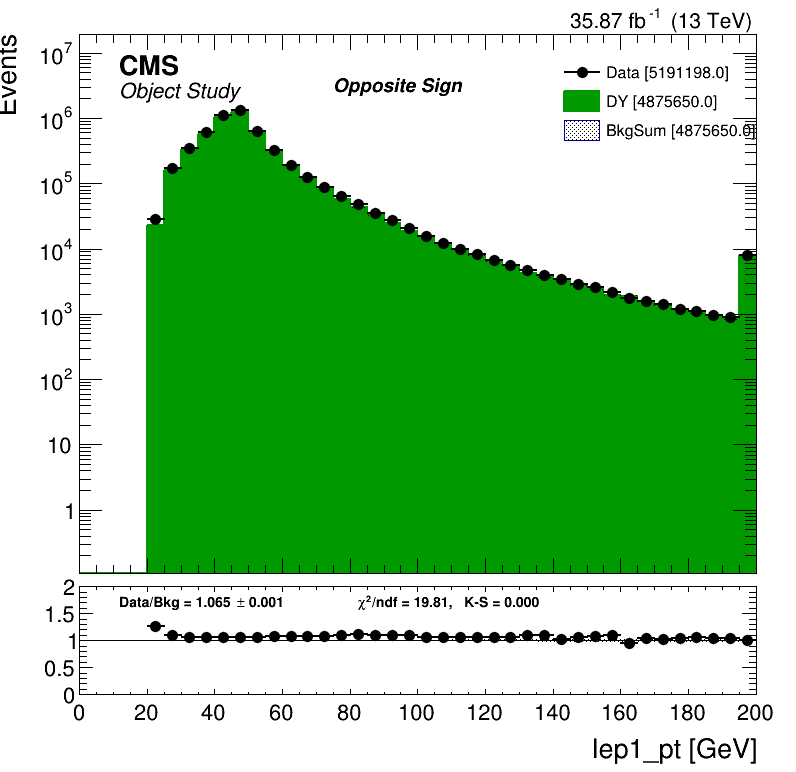 35.87 fb⁻¹ (13 TeV)
Events
CMS
Object Study
Opposite Sign
Data [5191198.0]
DY [4875650.0]
BkgSum [4875650.0]
10⁷
10⁶
10⁵
10⁴
10³
10²
10
1
Data/Bkg = 1.065 ± 0.001
χ²/ndf = 19.81, K-S = 0.000
2
1.5
1
0.5
0
0 20 40 60 80 100 120 140 160 180 200
lep1_pt [GeV]